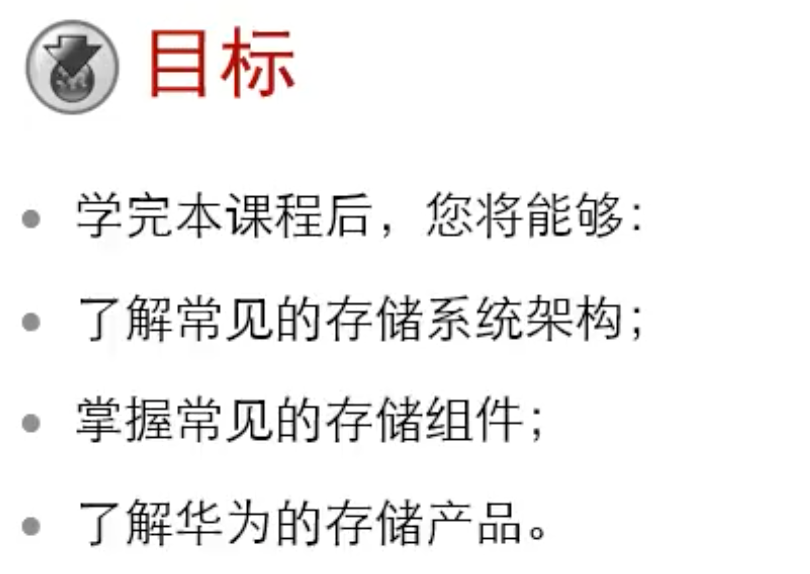 目标
学完本课程后，您将能够：
了解常见的存储系统架构；
掌握常见的存储组件；
了解华为的存储产品。